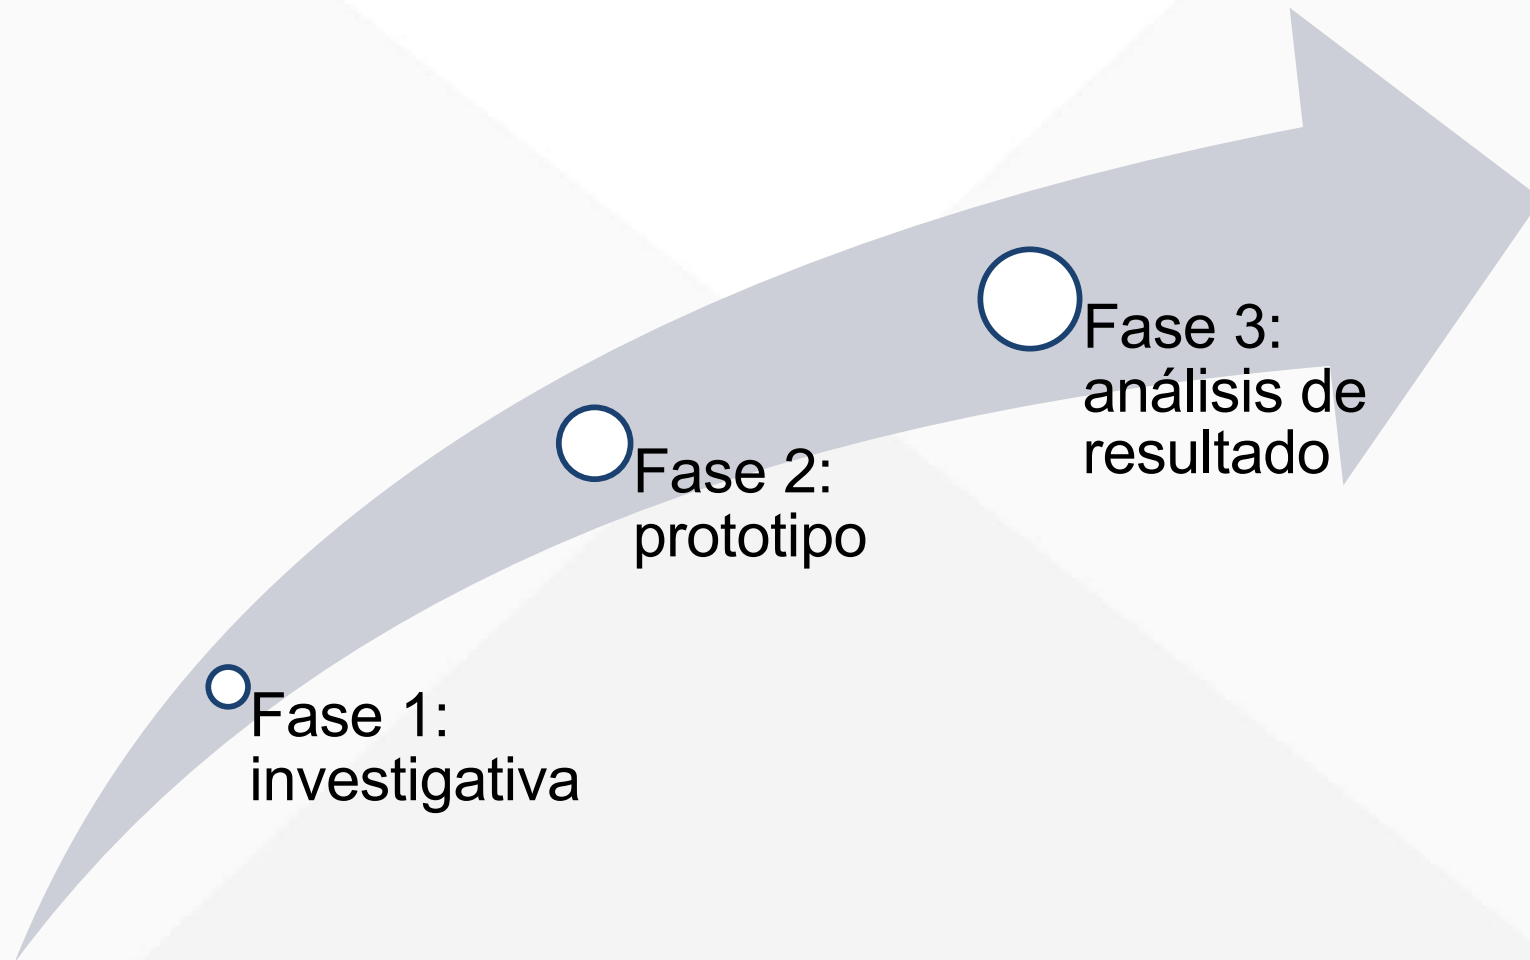 Fase 1:
investigativa
Fase 2:
prototipo
Fase 3:
análisis de
resultado